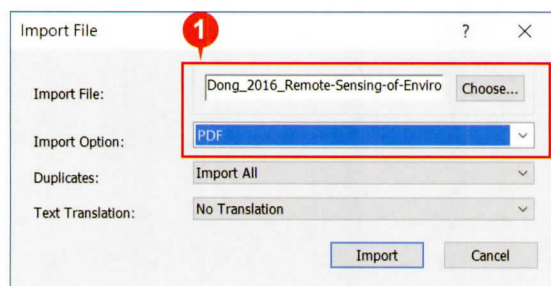 Import File
1
?
Import File:
Dong_2016_Remote-Sensing-of-Enviro
Choose...
Import Option:
PDF
Duplicates:
Import All
Text Translation:
No Translation
Import
Cancel